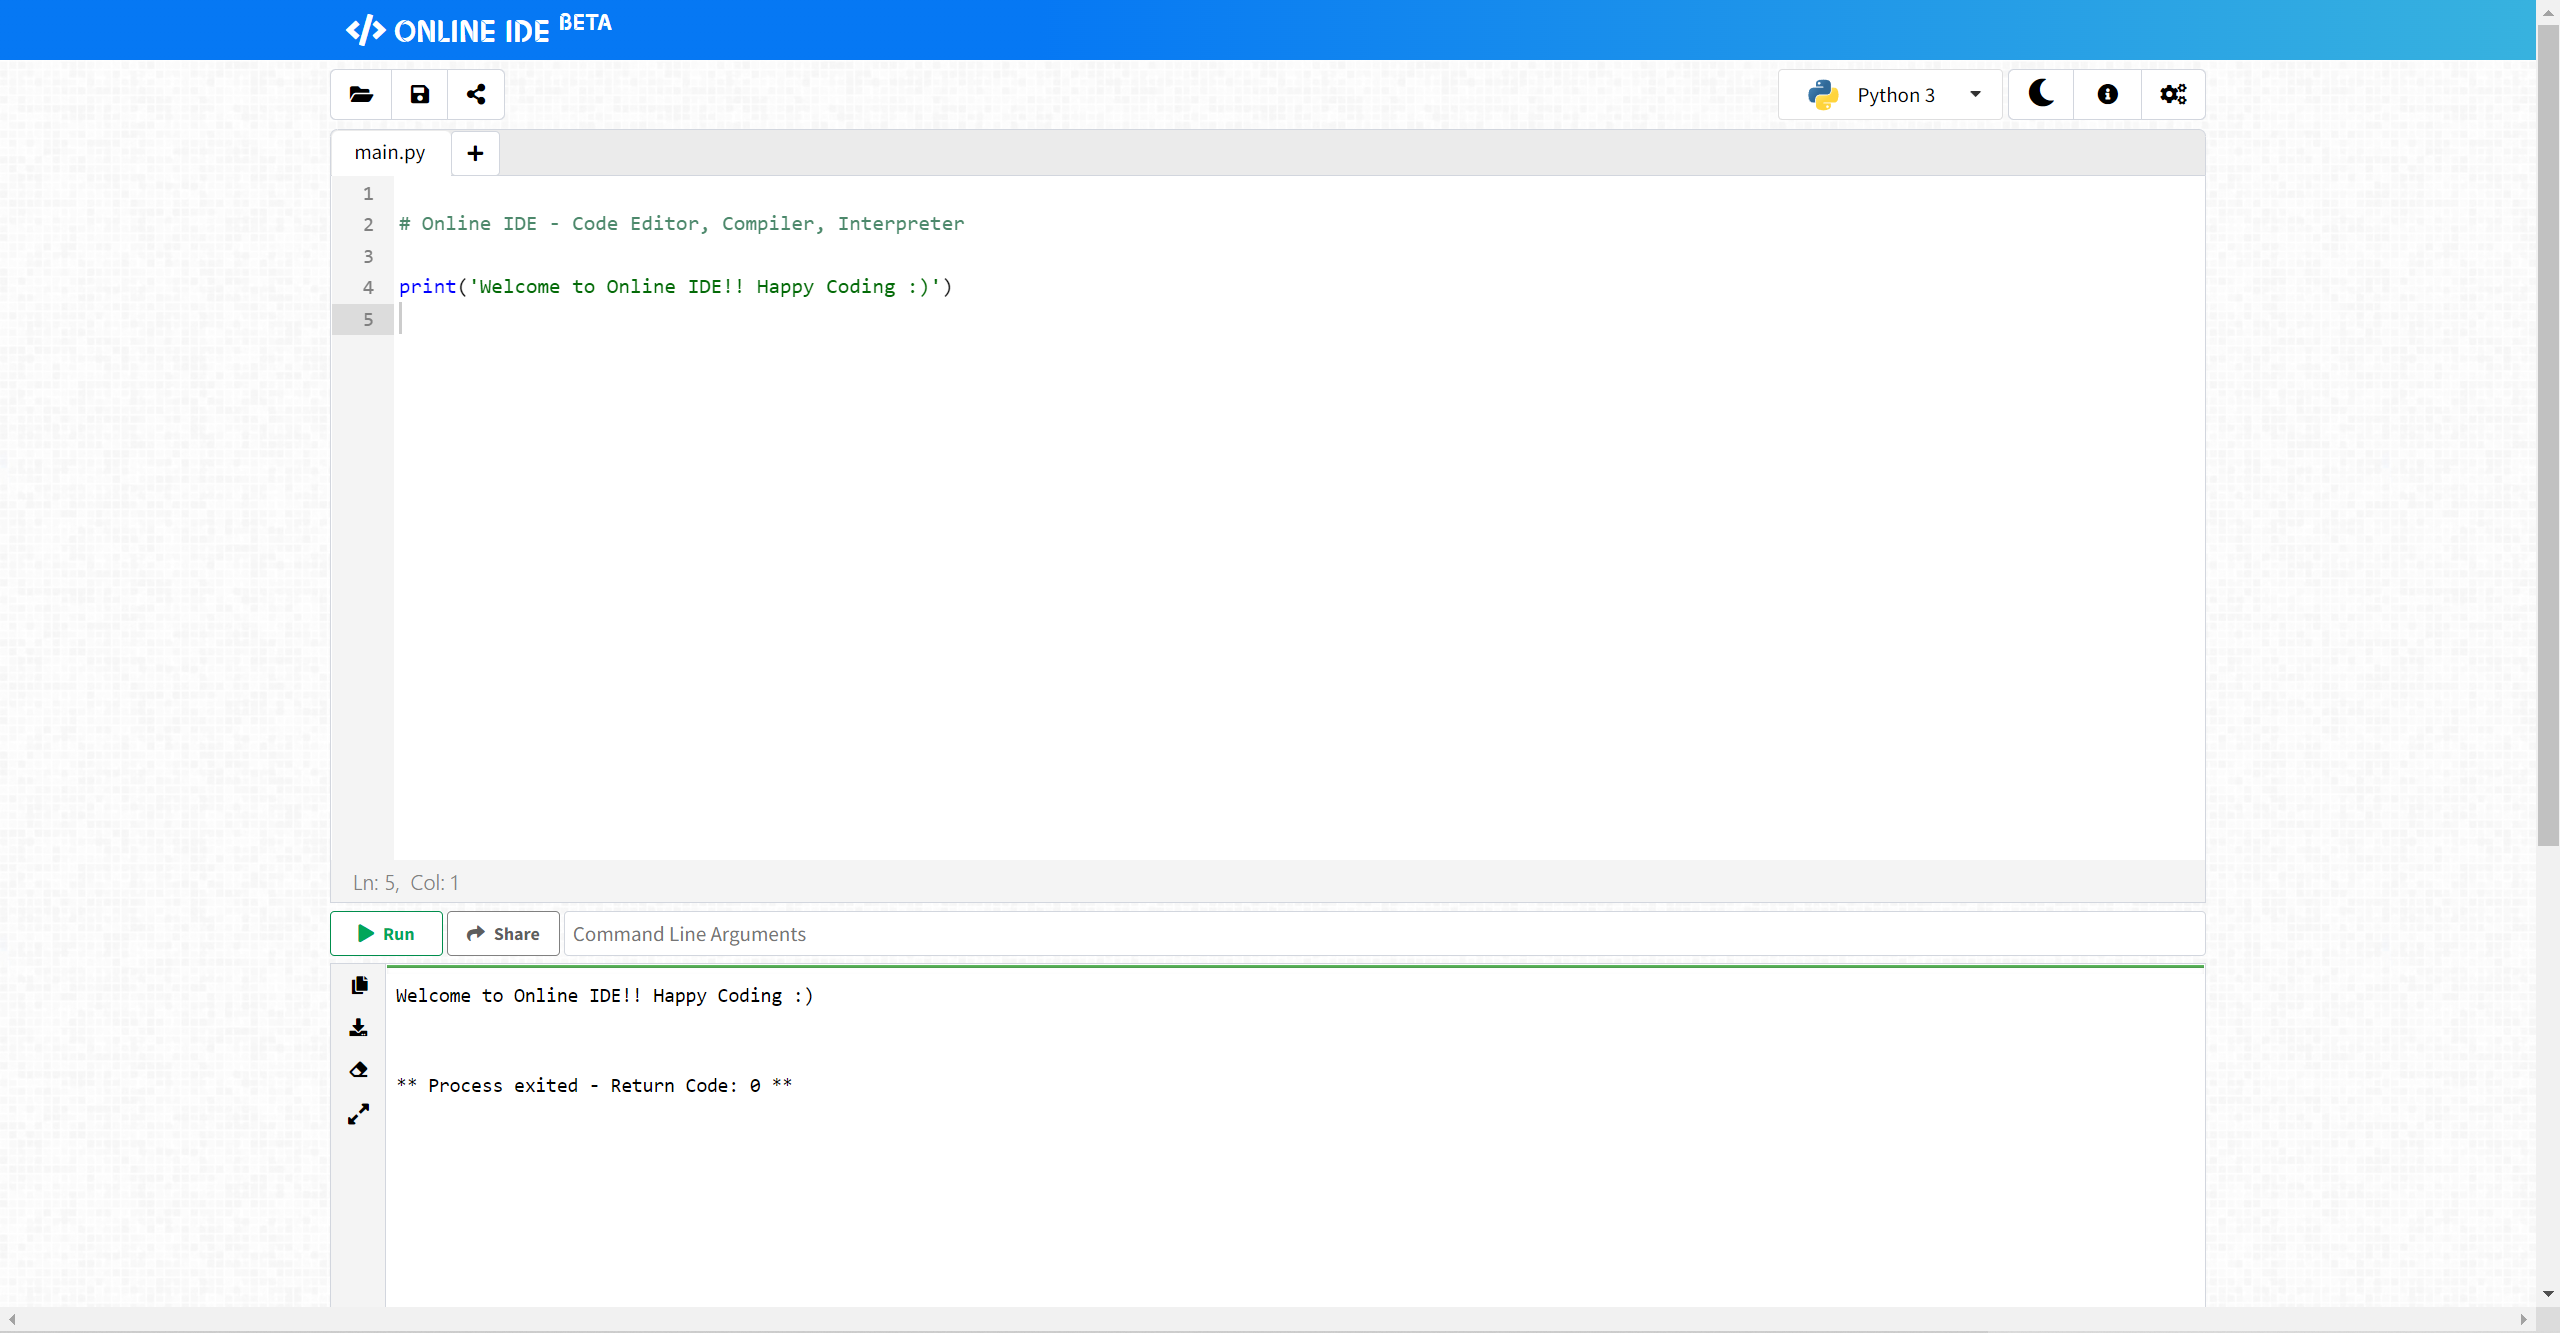 </> ONLINE IDE BETA
Python 3
main.py
1
2 # Online IDE - Code Editor, Compiler, Interpreter
3
4 print('Welcome to Online IDE!! Happy Coding :)')
5
Ln: 5, Col: 1
Run Share Command Line Arguments
Welcome to Online IDE!! Happy Coding :)
** Process exited - Return Code: 0 **